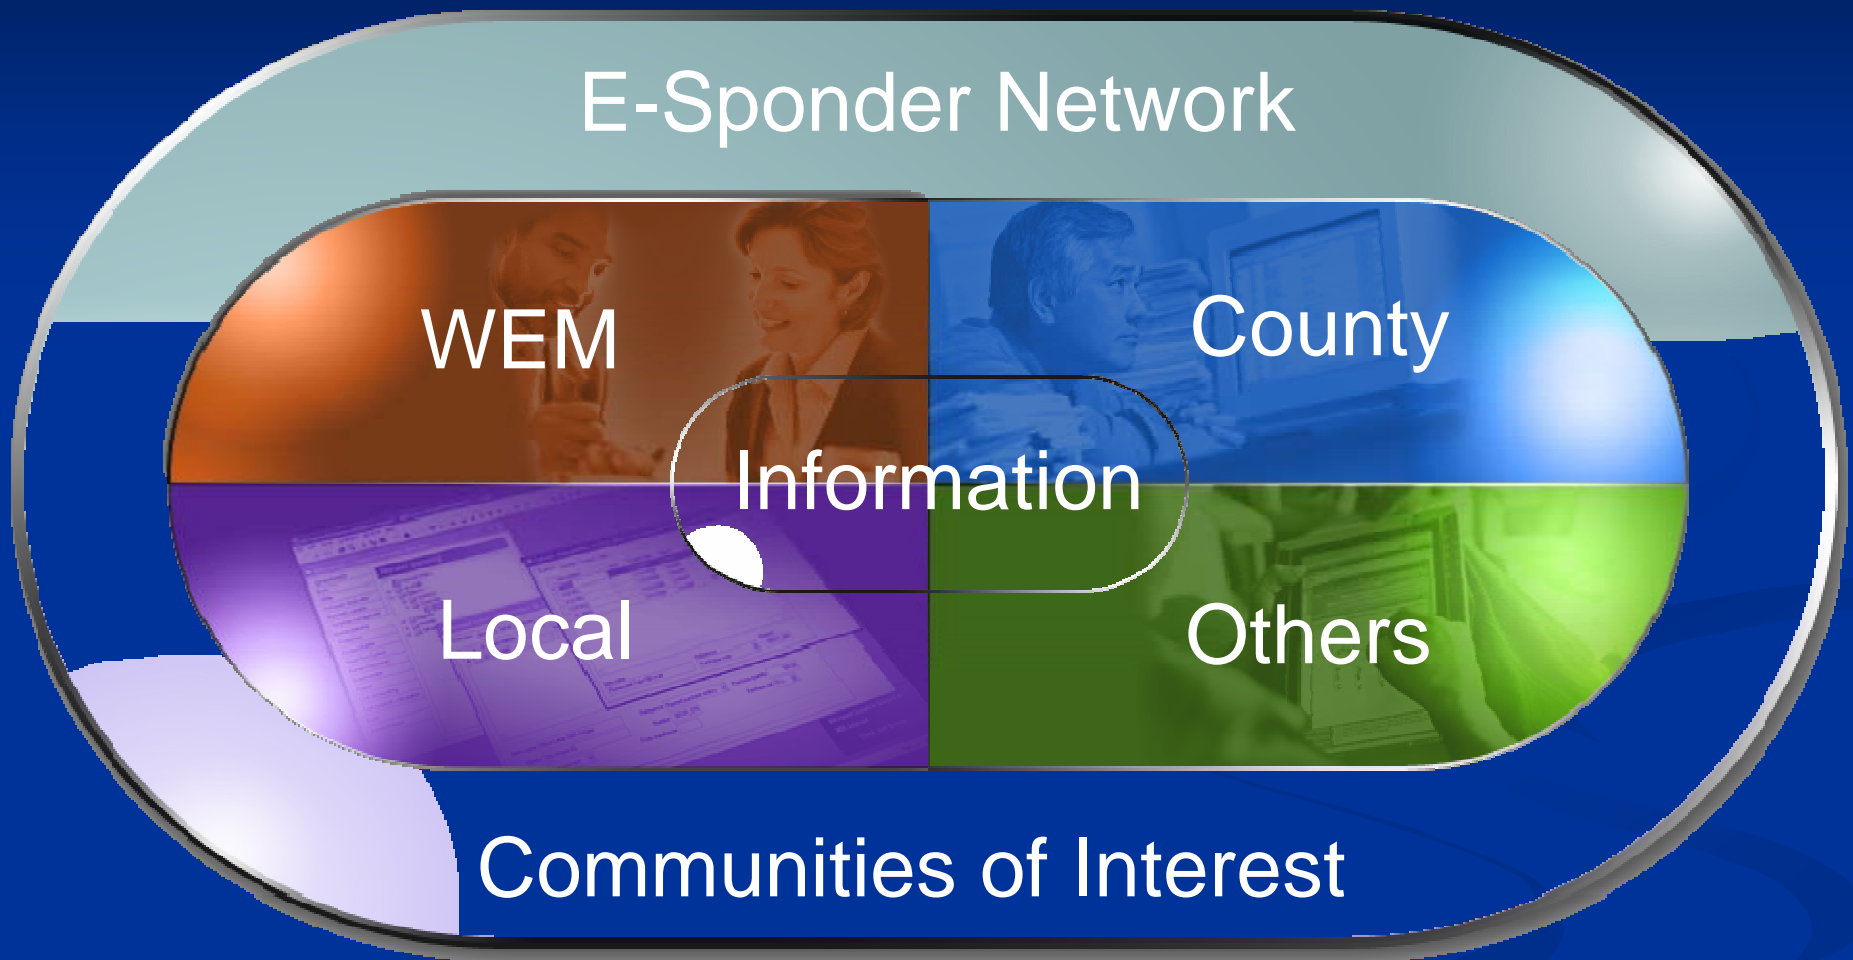 E-Sponder Network
WEM
County
Information
Local
Others
Communities of Interest